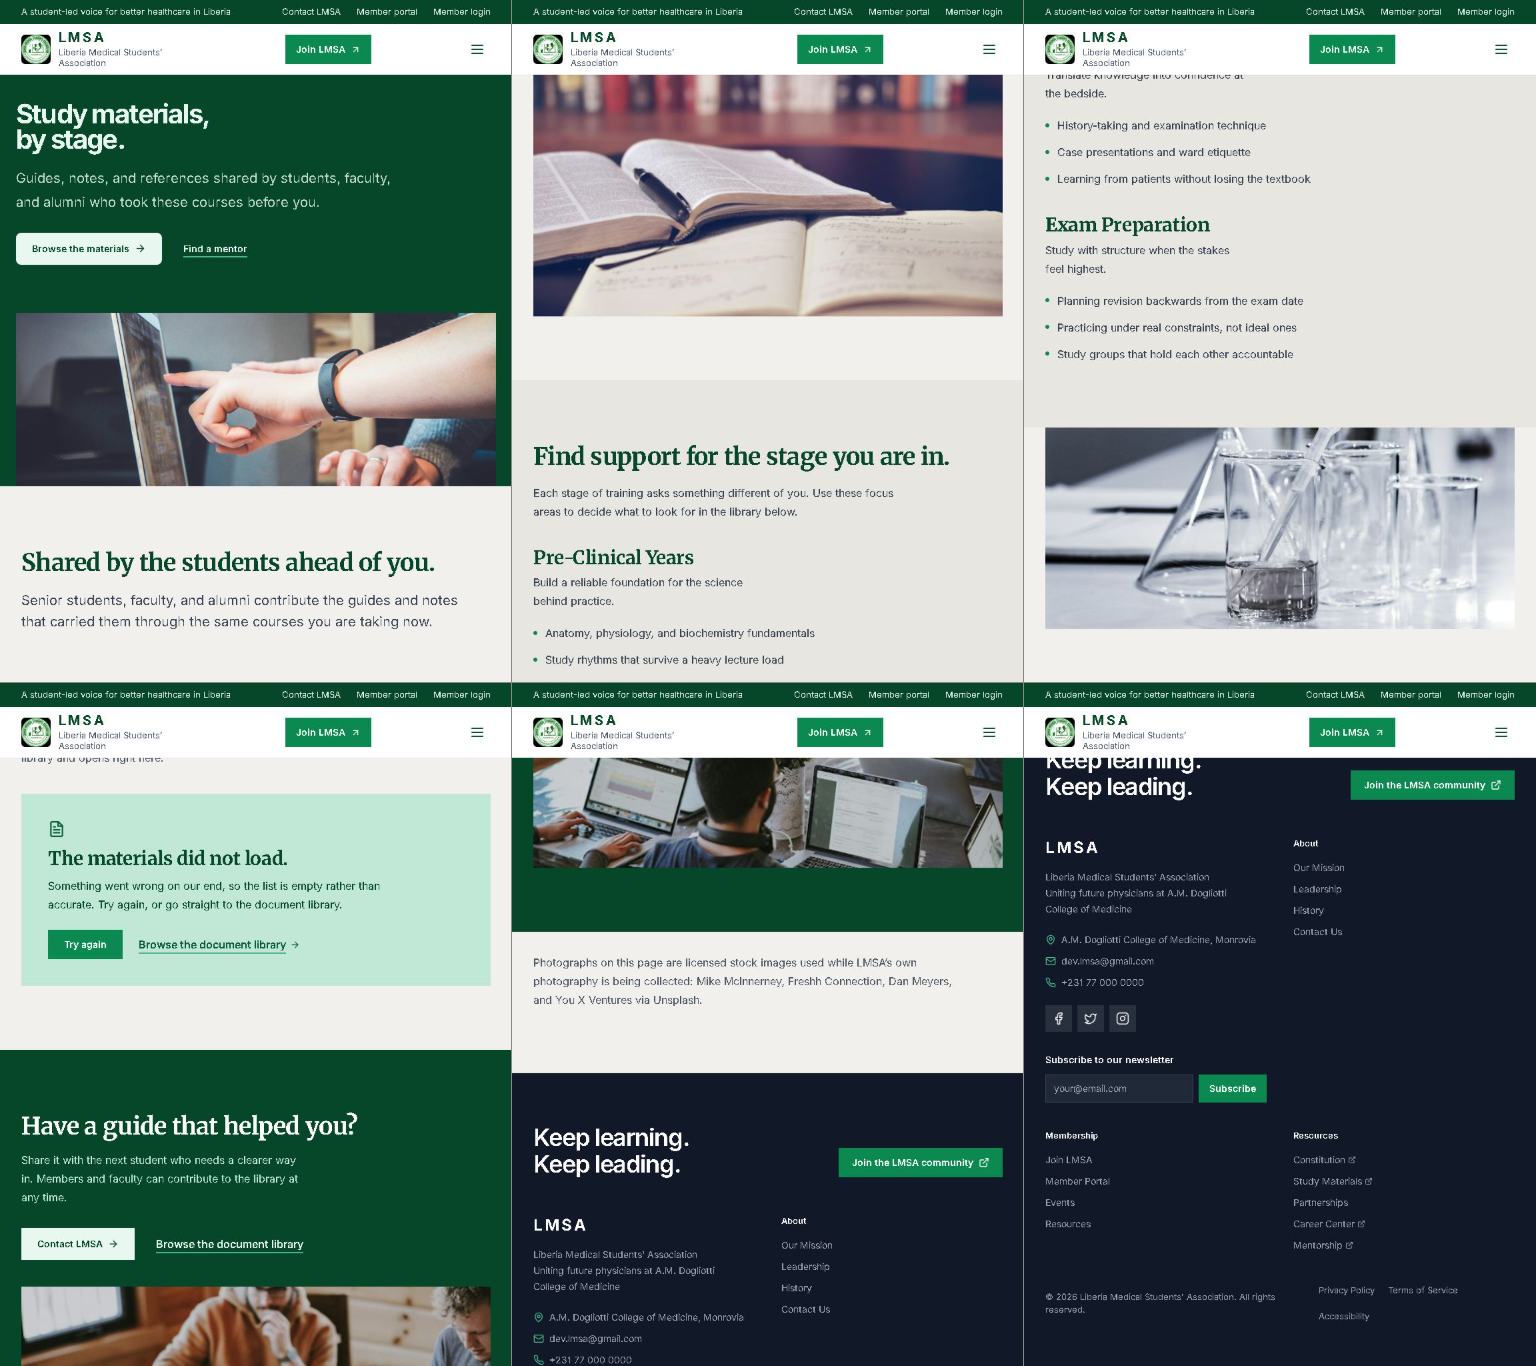 A student-led voice for better healthcare in Liberia
Contact LMSA
Member portal
Member login
LMSA
Liberia Medical Students'
Association
Join LMSA
Study materials,
by stage.
Guides, notes, and references shared by students, faculty,
and alumni who took these courses before you.
Browse the materials
Find a mentor
Shared by the students ahead of you.
Senior students, faculty, and alumni contribute the guides and notes
that carried them through the same courses you are taking now.
A student-led voice for better healthcare in Liberia
Contact LMSA
Member portal
Member login
LMSA
Liberia Medical Students'
Association
Join LMSA
Find support for the stage you are in.
Each stage of training asks something different of you. Use these focus
areas to decide what to look for in the library below.
Pre-Clinical Years
Build a reliable foundation for the science
behind practice.
Anatomy, physiology, and biochemistry fundamentals
Study rhythms that survive a heavy lecture load
A student-led voice for better healthcare in Liberia
Contact LMSA
Member portal
Member login
LMSA
Liberia Medical Students'
Association
Join LMSA
Translate knowledge into confidence at
the bedside.
History-taking and examination technique
Case presentations and ward etiquette
Learning from patients without losing the textbook
Exam Preparation
Study with structure when the stakes
feel highest.
Planning revision backwards from the exam date
Practicing under real constraints, not ideal ones
Study groups that hold each other accountable
A student-led voice for better healthcare in Liberia
Contact LMSA
Member portal
Member login
LMSA
Liberia Medical Students'
Association
Join LMSA
library and opens right here.
The materials did not load.
Something went wrong on our end, so the list is empty rather than
accurate. Try again, or go straight to the document library.
Try again
Browse the document library
Have a guide that helped you?
Share it with the next student who needs a clearer way
in. Members and faculty can contribute to the library at
any time.
Contact LMSA
Browse the document library
A student-led voice for better healthcare in Liberia
Contact LMSA
Member portal
Member login
LMSA
Liberia Medical Students'
Association
Join LMSA
Photographs on this page are licensed stock images used while LMSA's own
photography is being collected: Mike McInnerney, Freshh Connection, Dan Meyers,
and You X Ventures via Unsplash.
Keep learning.
Keep leading.
Join the LMSA community
LMSA
Liberia Medical Students' Association
Uniting future physicians at A.M. Dogliotti
College of Medicine
A.M. Dogliotti College of Medicine, Monrovia
dev.lmsa@gmail.com
+231 77 000 0000
About
Our Mission
Leadership
History
Contact Us
A student-led voice for better healthcare in Liberia
Contact LMSA
Member portal
Member login
LMSA
Liberia Medical Students'
Association
Join LMSA
Keep learning.
Keep leading.
Join the LMSA community
LMSA
Liberia Medical Students' Association
Uniting future physicians at A.M. Dogliotti
College of Medicine
A.M. Dogliotti College of Medicine, Monrovia
dev.lmsa@gmail.com
+231 77 000 0000
About
Our Mission
Leadership
History
Contact Us
Subscribe to our newsletter
your@email.com
Subscribe
Membership
Join LMSA
Member Portal
Events
Resources
Resources
Constitution
Study Materials
Partnerships
Career Center
Mentorship
© 2026 Liberia Medical Students' Association. All rights
reserved.
Privacy Policy
Terms of Service
Accessibility